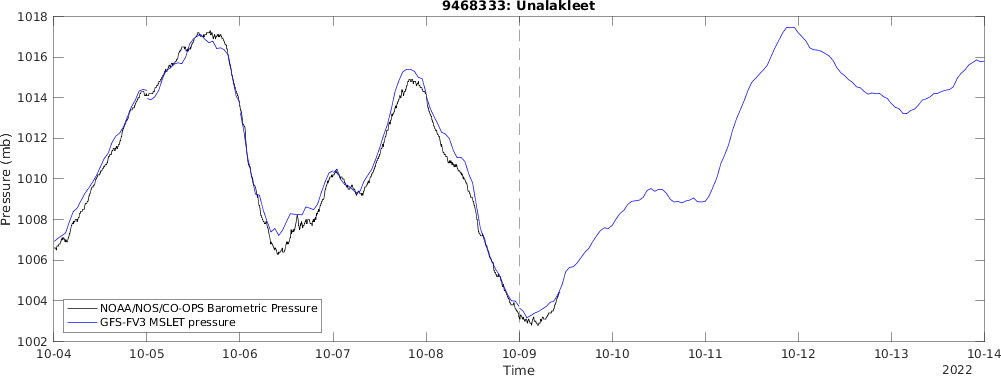 9468333: Unalakleet
Pressure (mb)
1018
1016
1014
1012
1010
1008
1006
1004
1002
NOAA/NOS/CO-OPS Barometric Pressure
GFS-FV3 MSLET pressure
10-04 10-05 10-06 10-07 10-08 10-09 10-10 10-11 10-12 10-13 10-14
Time
2022